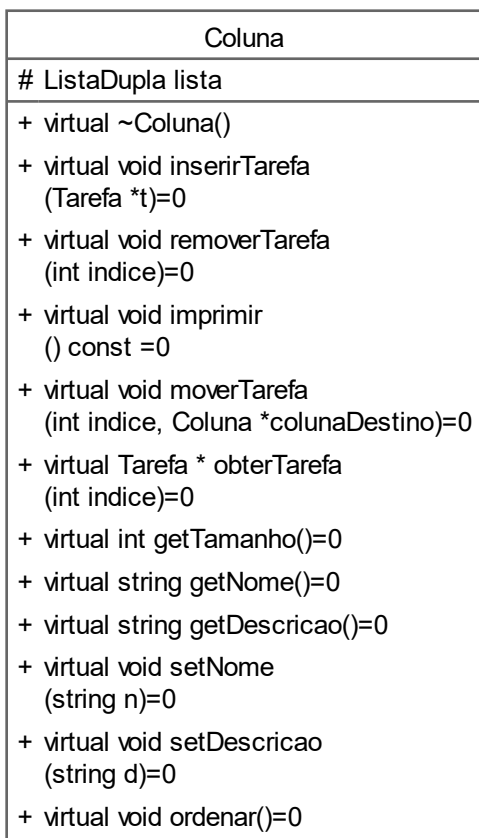 Coluna
# ListaDupla lista
+ virtual ~Coluna()
+ virtual void inserirTarefa
(Tarefa *t)=0
+ virtual void removerTarefa
(int indice)=0
+ virtual void imprimir
() const =0
+ virtual void moverTarefa
(int indice, Coluna *colunaDestino)=0
+ virtual Tarefa * obterTarefa
(int indice)=0
+ virtual int getTamanho()=0
+ virtual string getNome()=0
+ virtual string getDescricao()=0
+ virtual void setNome
(string n)=0
+ virtual void setDescricao
(string d)=0
+ virtual void ordenar()=0